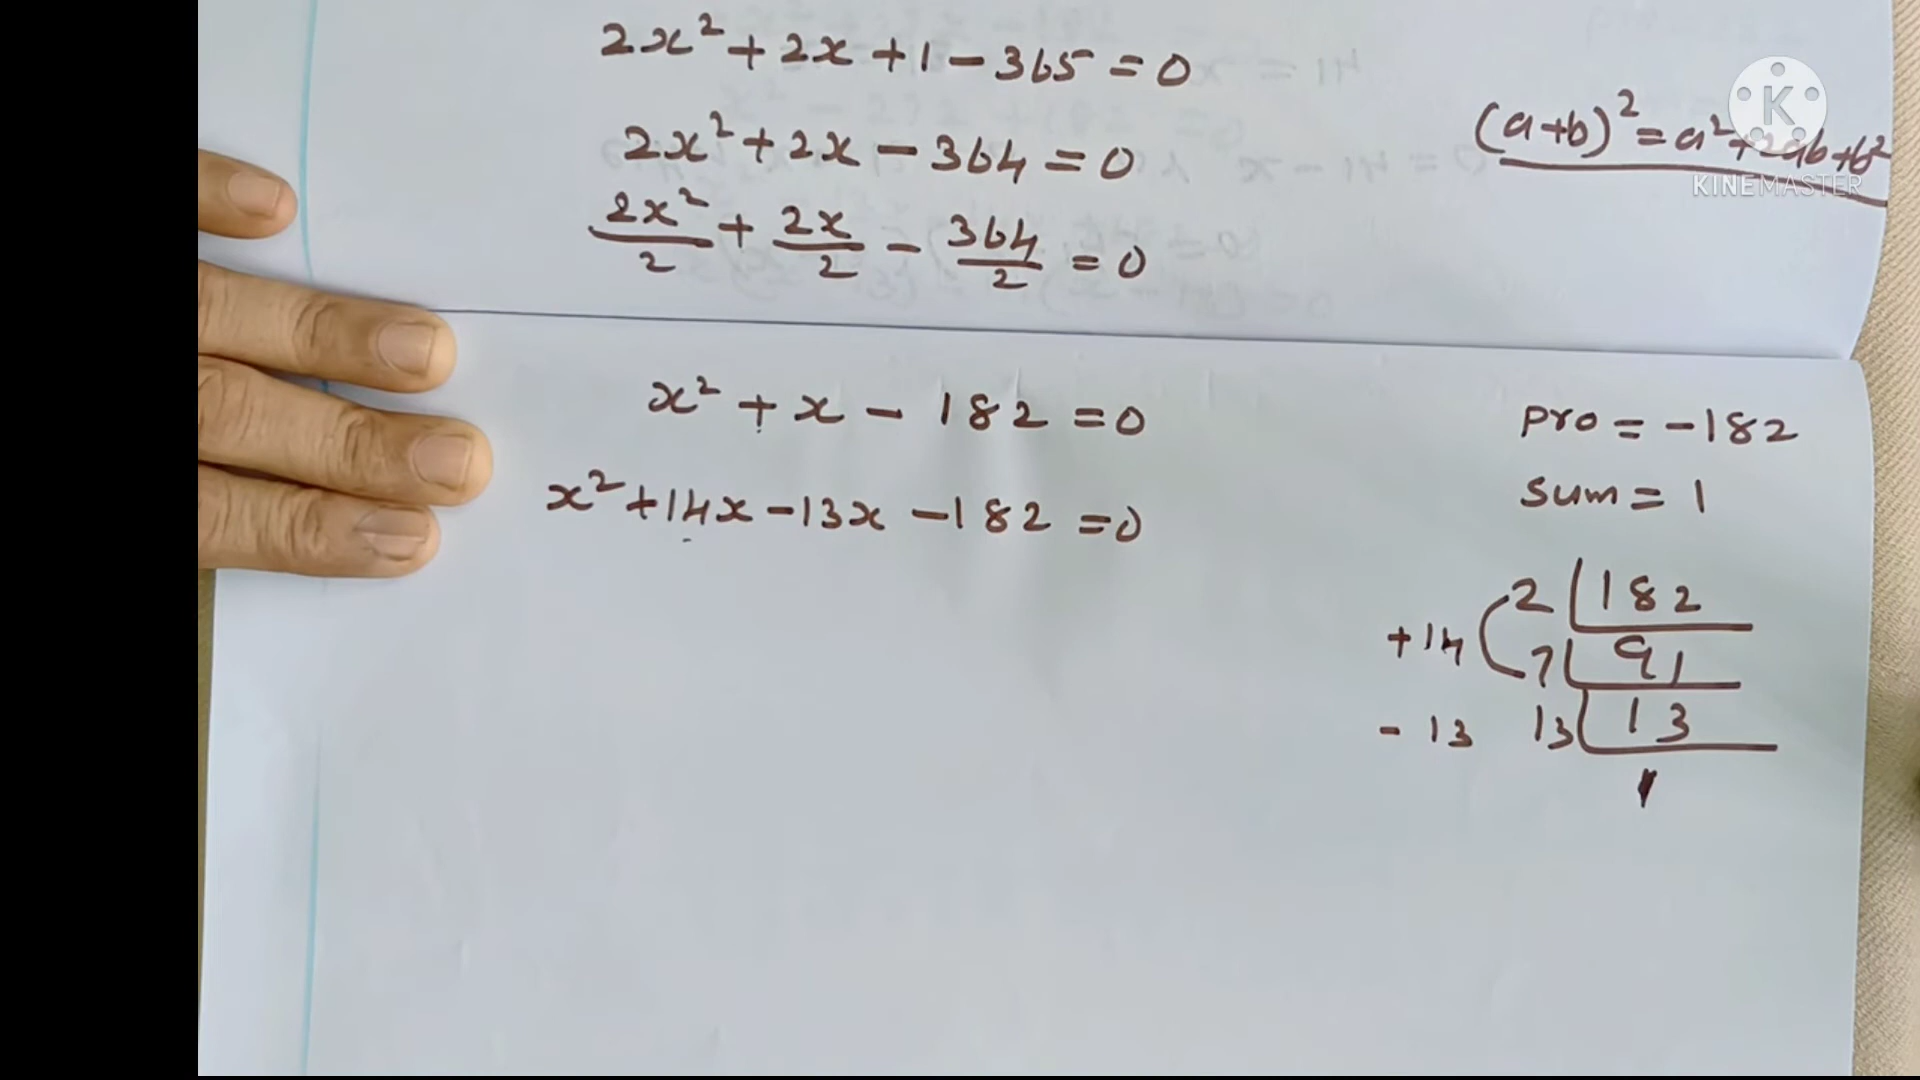 2x² + 2x + 1 - 365 = 0
2x² + 2x - 364 = 0
(a+b)² = a² + 2ab + b²
K
KINEMASTER
2x²/2 + 2x/2 - 364/2 = 0
x² + x - 182 = 0
pro = -182
x² + 14x - 13x - 182 = 0
sum = 1
2 | 182
+14 7 | 91
- 13 13 | 13
1